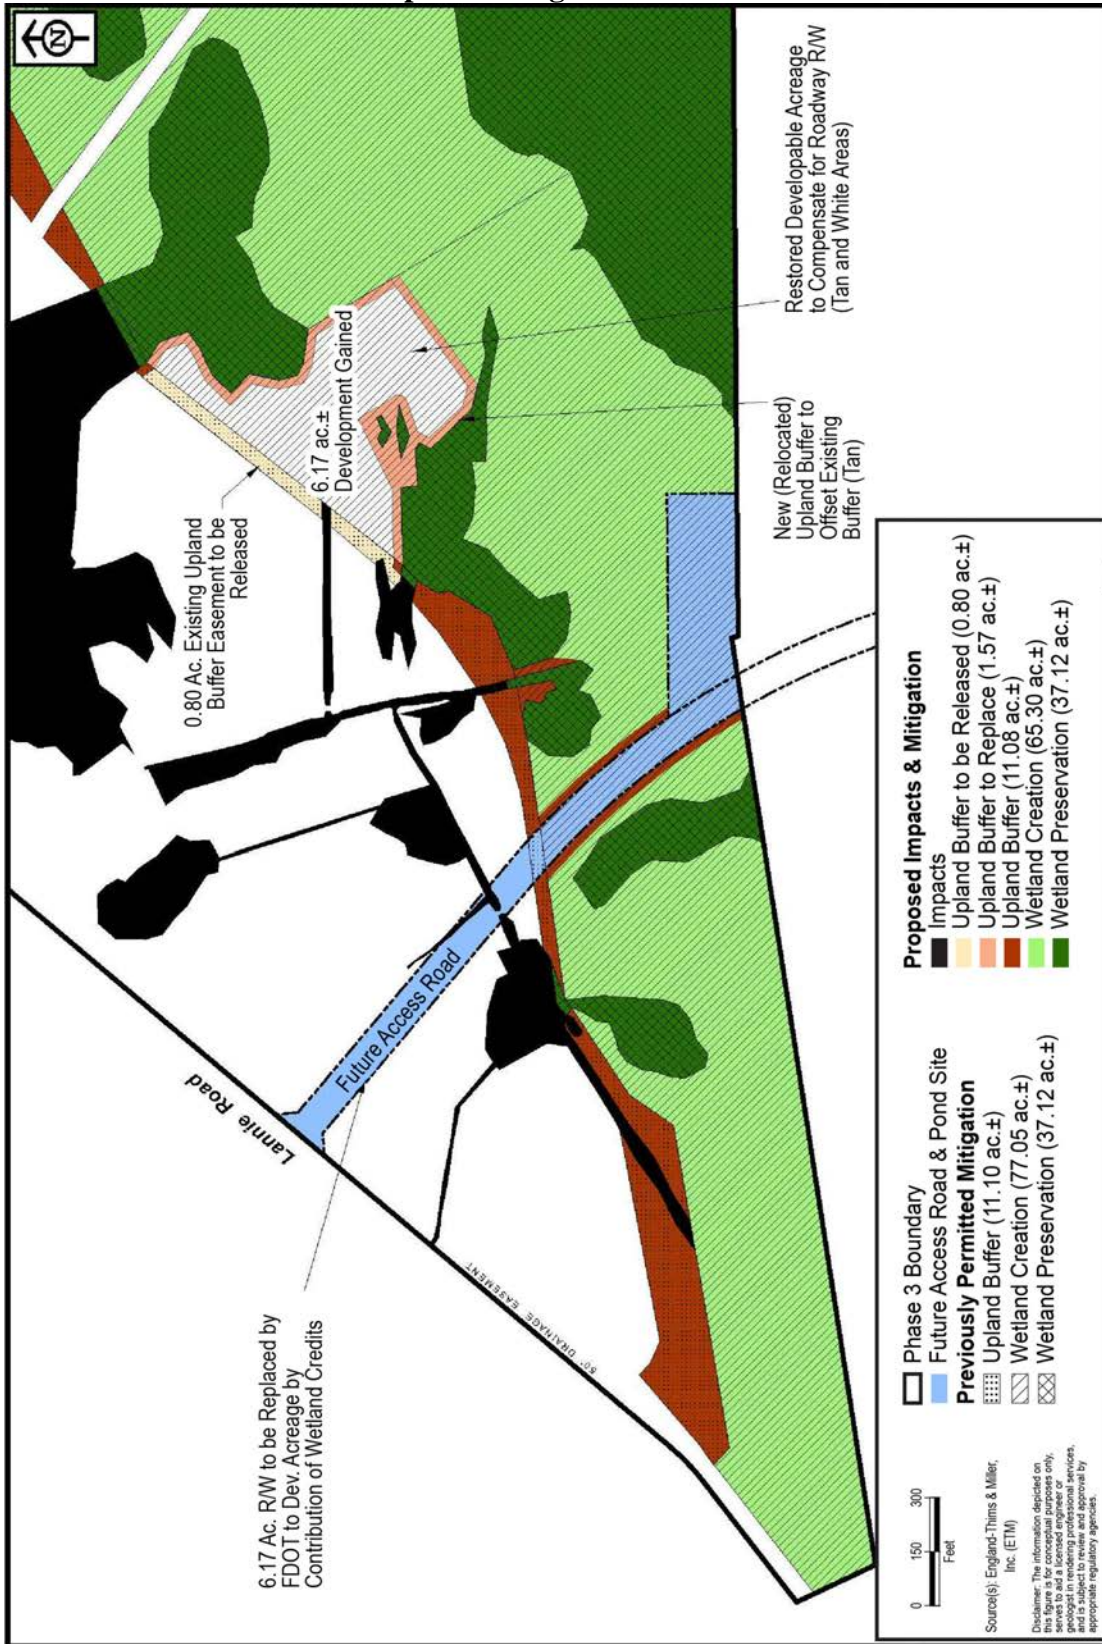 N
0.80 Ac. Existing Upland
Buffer Easement to be
Released
6.17 ac.±
Development Gained
Restored Developable Acreage
to Compensate for Roadway R/W
(Tan and White Areas)
New (Relocated)
Upland Buffer to
Offset Existing
Buffer (Tan)
Lannie Road
Future Access Road
6.17 Ac. R/W to be Replaced by
FDOT to Dev. Acreage by
Contribution of Wetland Credits
50' DRAINAGE EASEMENT
0 150 300
Feet
Source(s): England-Thims & Miller,
Inc. (ETM)
Disclaimer: The information depicted on
this figure is for conceptual purposes only,
serves to aid a licensed engineer or
geologist in rendering professional services,
and is subject to review and approval by
appropriate regulatory agencies.
Phase 3 Boundary
Future Access Road & Pond Site
Previously Permitted Mitigation
Upland Buffer (11.10 ac.±)
Wetland Creation (77.05 ac.±)
Wetland Preservation (37.12 ac.±)
Proposed Impacts & Mitigation
Impacts
Upland Buffer to be Released (0.80 ac.±)
Upland Buffer to Replace (1.57 ac.±)
Upland Buffer (11.08 ac.±)
Wetland Creation (65.30 ac.±)
Wetland Preservation (37.12 ac.±)